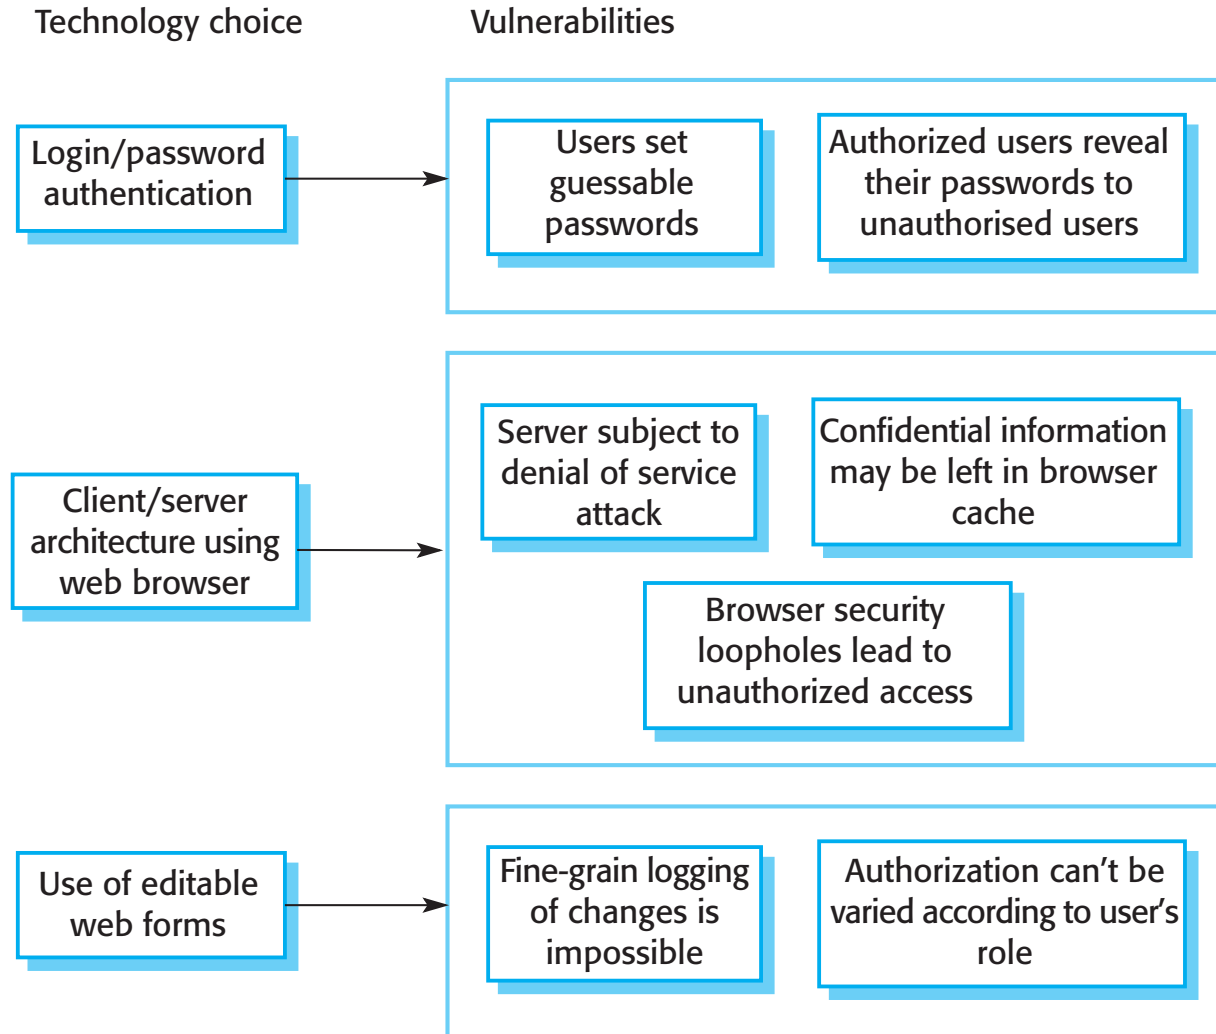 Technology choice
Vulnerabilities
Login/password
authentication
Users set
guessable
passwords
Authorized users reveal
their passwords to
unauthorised users
Client/server
architecture using
web browser
Server subject to
denial of service
attack
Confidential information
may be left in browser
cache
Browser security
loopholes lead to
unauthorized access
Use of editable
web forms
Fine-grain logging
of changes is
impossible
Authorization can’t be
varied according to user’s
role